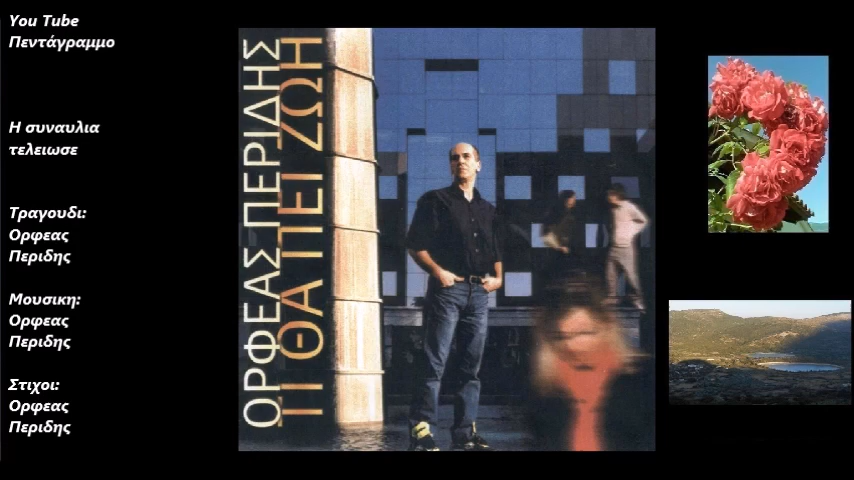 You Tube
Πεντάγραμμο
Η συναυλια
τελειωσε
Τραγουδι:
Ορφεας
Περιδης
Μουσικη:
Ορφεας
Περιδης
Στιχοι:
Ορφεας
Περιδης
ΟΡΦΕΑΣ ΠΕΡΙΔΗΣ
ΤΙ ΘΑ ΠΕΙ ΖΩΗ